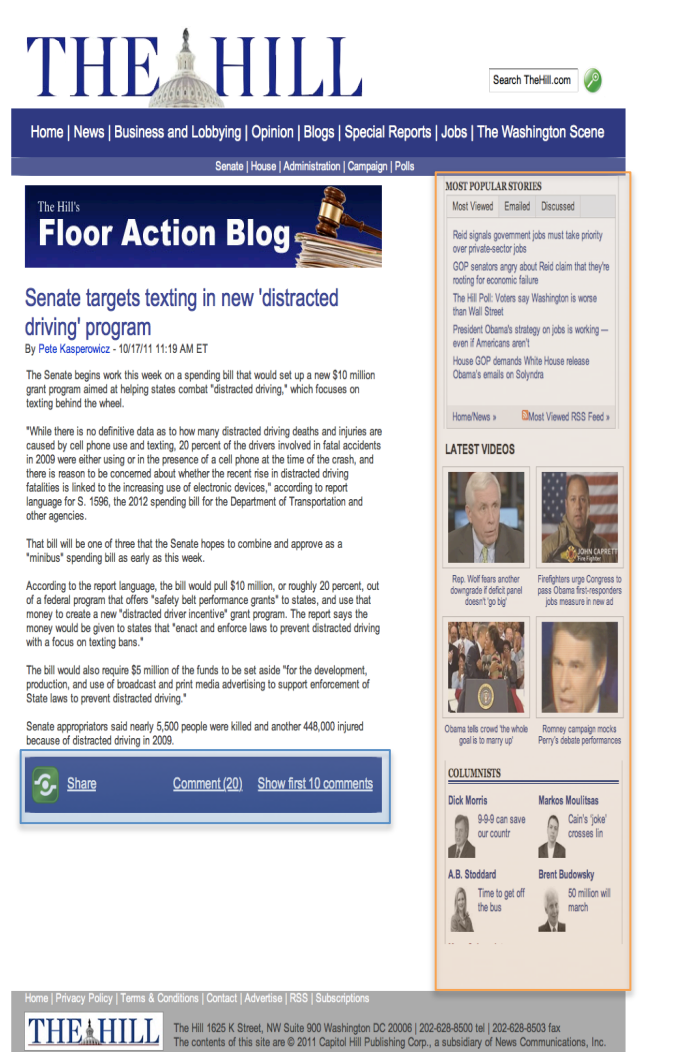 THE HILL
Search TheHill.com
Home | News | Business and Lobbying | Opinion | Blogs | Special Reports | Jobs | The Washington Scene
Senate | House | Administration | Campaign | Polls
The Hill's
Floor Action Blog
Senate targets texting in new 'distracted
driving' program
By Pete Kasperowicz - 10/17/11 11:19 AM ET
The Senate begins work this week on a spending bill that would set up a new $10 million
grant program aimed at helping states combat "distracted driving," which focuses on
texting behind the wheel.
"While there is no definitive data as to how many distracted driving deaths and injuries are
caused by cell phone use and texting, 20 percent of the drivers involved in fatal accidents
in 2009 were either using or in the presence of a cell phone at the time of the crash, and
there is reason to be concerned about whether the recent rise in distracted driving
fatalities is linked to the increasing use of electronic devices," according to report
language for S. 1596, the 2012 spending bill for the Department of Transportation and
other agencies.
That bill will be one of three that the Senate hopes to combine and approve as a
"minibus" spending bill as early as this week.
According to the report language, the bill would pull $10 million, or roughly 20 percent, out
of a federal program that offers "safety belt performance grants" to states, and use that
money to create a new "distracted driver incentive" grant program. The report says the
money would be given to states that "enact and enforce laws to prevent distracted driving
with a focus on texting bans."
The bill would also require $5 million of the funds to be set aside "for the development,
production, and use of broadcast and print media advertising to support enforcement of
State laws to prevent distracted driving."
Senate appropriators said nearly 5,500 people were killed and another 448,000 injured
because of distracted driving in 2009.
Share Comment (20) Show first 10 comments
MOST POPULAR STORIES
Most Viewed Emailed Discussed
Reid signals government jobs must take priority
over private-sector jobs
GOP senators angry about Reid claim that they're
rooting for economic failure
The Hill Poll: Voters say Washington is worse
than Wall Street
President Obama's strategy on jobs is working —
even if Americans aren't
House GOP demands White House release
Obama's emails on Solyndra
Home/News » Most Viewed RSS Feed »
LATEST VIDEOS
JOHN CAPRETT
Fire Fighter
Rep. Wolf fears another
downgrade if deficit panel
doesn't 'go big'
Firefighters urge Congress to
pass Obama first-responders
jobs measure in new ad
Obama tells crowd 'the whole
goal is to marry up'
Romney campaign mocks
Perry's debate performances
COLUMNISTS
Dick Morris
9-9-9 can save
our countr
Markos Moulitsas
Cain's 'joke'
crosses lin
A.B. Stoddard
Time to get off
the bus
Brent Budowsky
50 million will
march
Home | Privacy Policy | Terms & Conditions | Contact | Advertise | RSS | Subscriptions
THE HILL
The Hill 1625 K Street, NW Suite 900 Washington DC 20006 | 202-628-8500 tel | 202-628-8503 fax
The contents of this site are © 2011 Capitol Hill Publishing Corp., a subsidiary of News Communications, Inc.